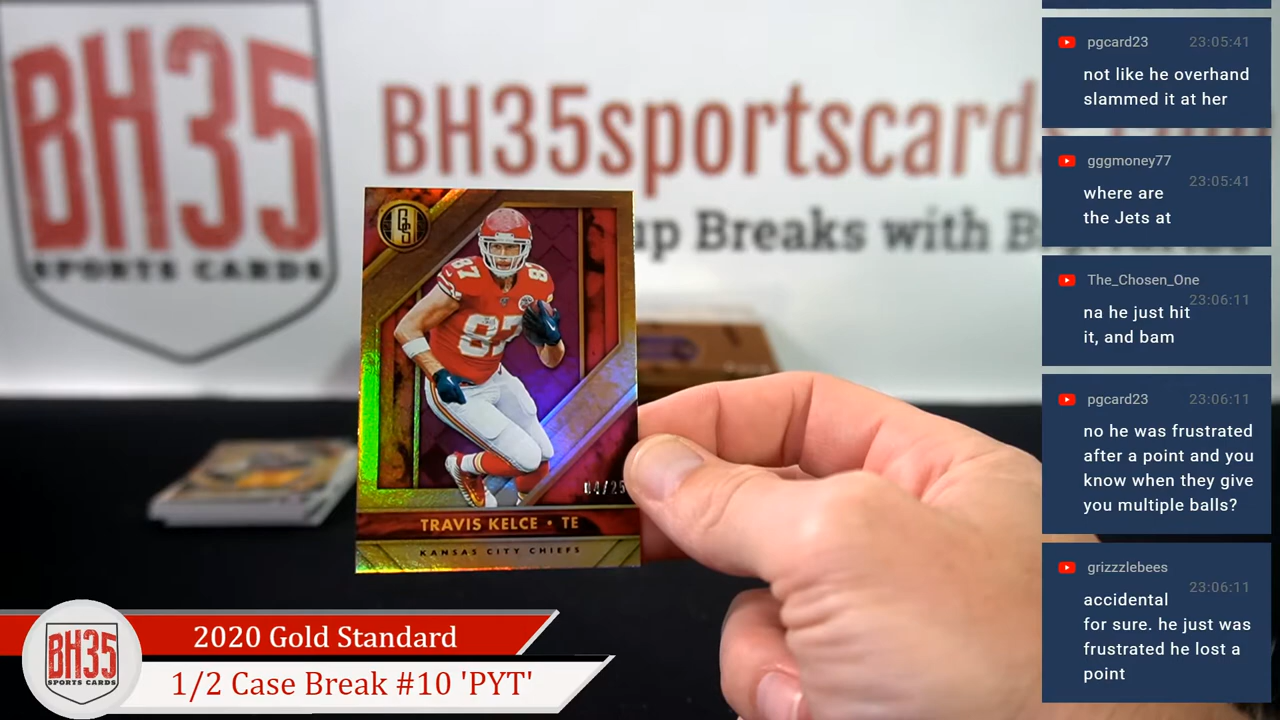 BH35
SPORTS CARDS
BH35sportscards
up Breaks with
GS
87
87
04/25
TRAVIS KELCE • TE
KANSAS CITY CHIEFS
BH35
SPORTS CARDS
2020 Gold Standard
1/2 Case Break #10 'PYT'
pgcard23 23:05:41
not like he overhand
slammed it at her
gggmoney77
23:05:41
where are
the Jets at
The_Chosen_One
23:06:11
na he just hit
it, and bam
pgcard23 23:06:11
no he was frustrated
after a point and you
know when they give
you multiple balls?
grizzzlebees
23:06:11
accidental
for sure. he just was
frustrated he lost a
point